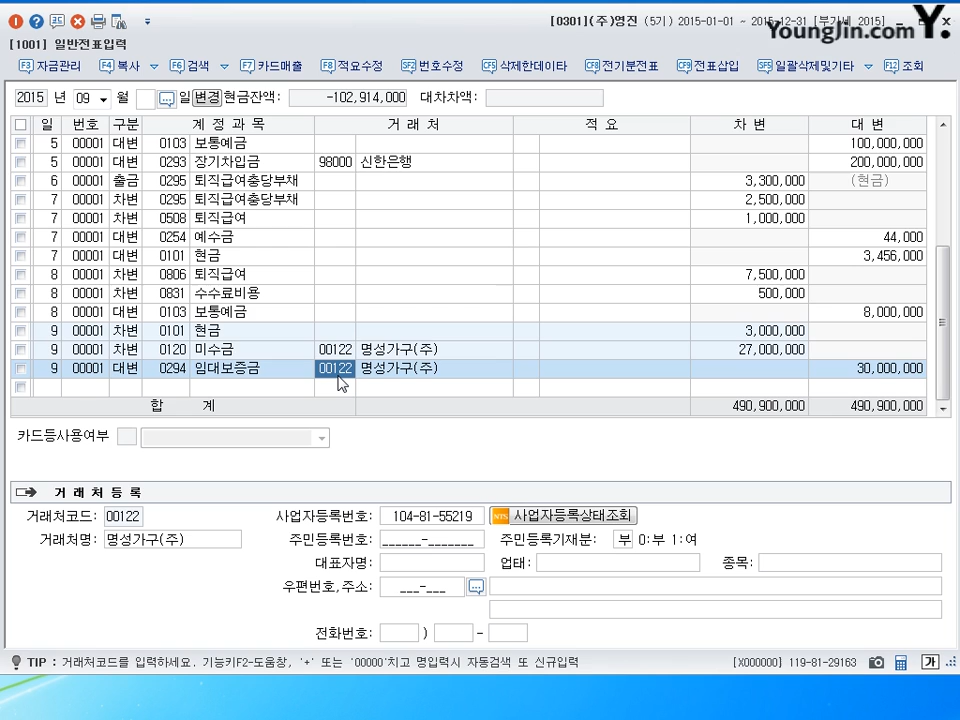 [0301](주)영진 (5기) 2015-01-01 ~ 2015-12-31 [부가세 2015]
YoungJin.com Y.
[1001] 일반전표입력
F3 자금관리 F4 복사 F6 검색 F7 카드매출 F8 적요수정 SF2 번호수정 CF5 삭제한데이타 CF8 전기분전표 CF9 전표삽입 SF5 일괄삭제및기타 F12 조회
2015 년 09 월 일 변경 현금잔액: -102,914,000 대차차액:
일 번호 구분 계 정 과 목 거 래 처 적 요 차 변 대 변
5 00001 대변 0103 보통예금 100,000,000
5 00001 대변 0293 장기차입금 98000 신한은행 200,000,000
6 00001 출금 0295 퇴직급여충당부채 3,300,000 (현금)
7 00001 차변 0295 퇴직급여충당부채 2,500,000
7 00001 차변 0508 퇴직급여 1,000,000
7 00001 대변 0254 예수금 44,000
7 00001 대변 0101 현금 3,456,000
8 00001 차변 0806 퇴직급여 7,500,000
8 00001 차변 0831 수수료비용 500,000
8 00001 대변 0103 보통예금 8,000,000
9 00001 차변 0101 현금 3,000,000
9 00001 차변 0120 미수금 00122 명성가구(주) 27,000,000
9 00001 대변 0294 임대보증금 00122 명성가구(주) 30,000,000
합 계 490,900,000 490,900,000
카드등사용여부
거 래 처 등 록
거래처코드: 00122 사업자등록번호: 104-81-55219 NTS 사업자등록상태조회
거래처명: 명성가구(주) 주민등록번호: ______-_______ 주민등록기재분: 부 0:부 1:여
대표자명: 업태: 종목:
우편번호,주소: ___-___
전화번호: ) -
TIP : 거래처코드를 입력하세요. 기능키F2-도움창, '+' 또는 '00000'치고 명입력시 자동검색 또 신규입력 [X000000] 119-81-29163 가